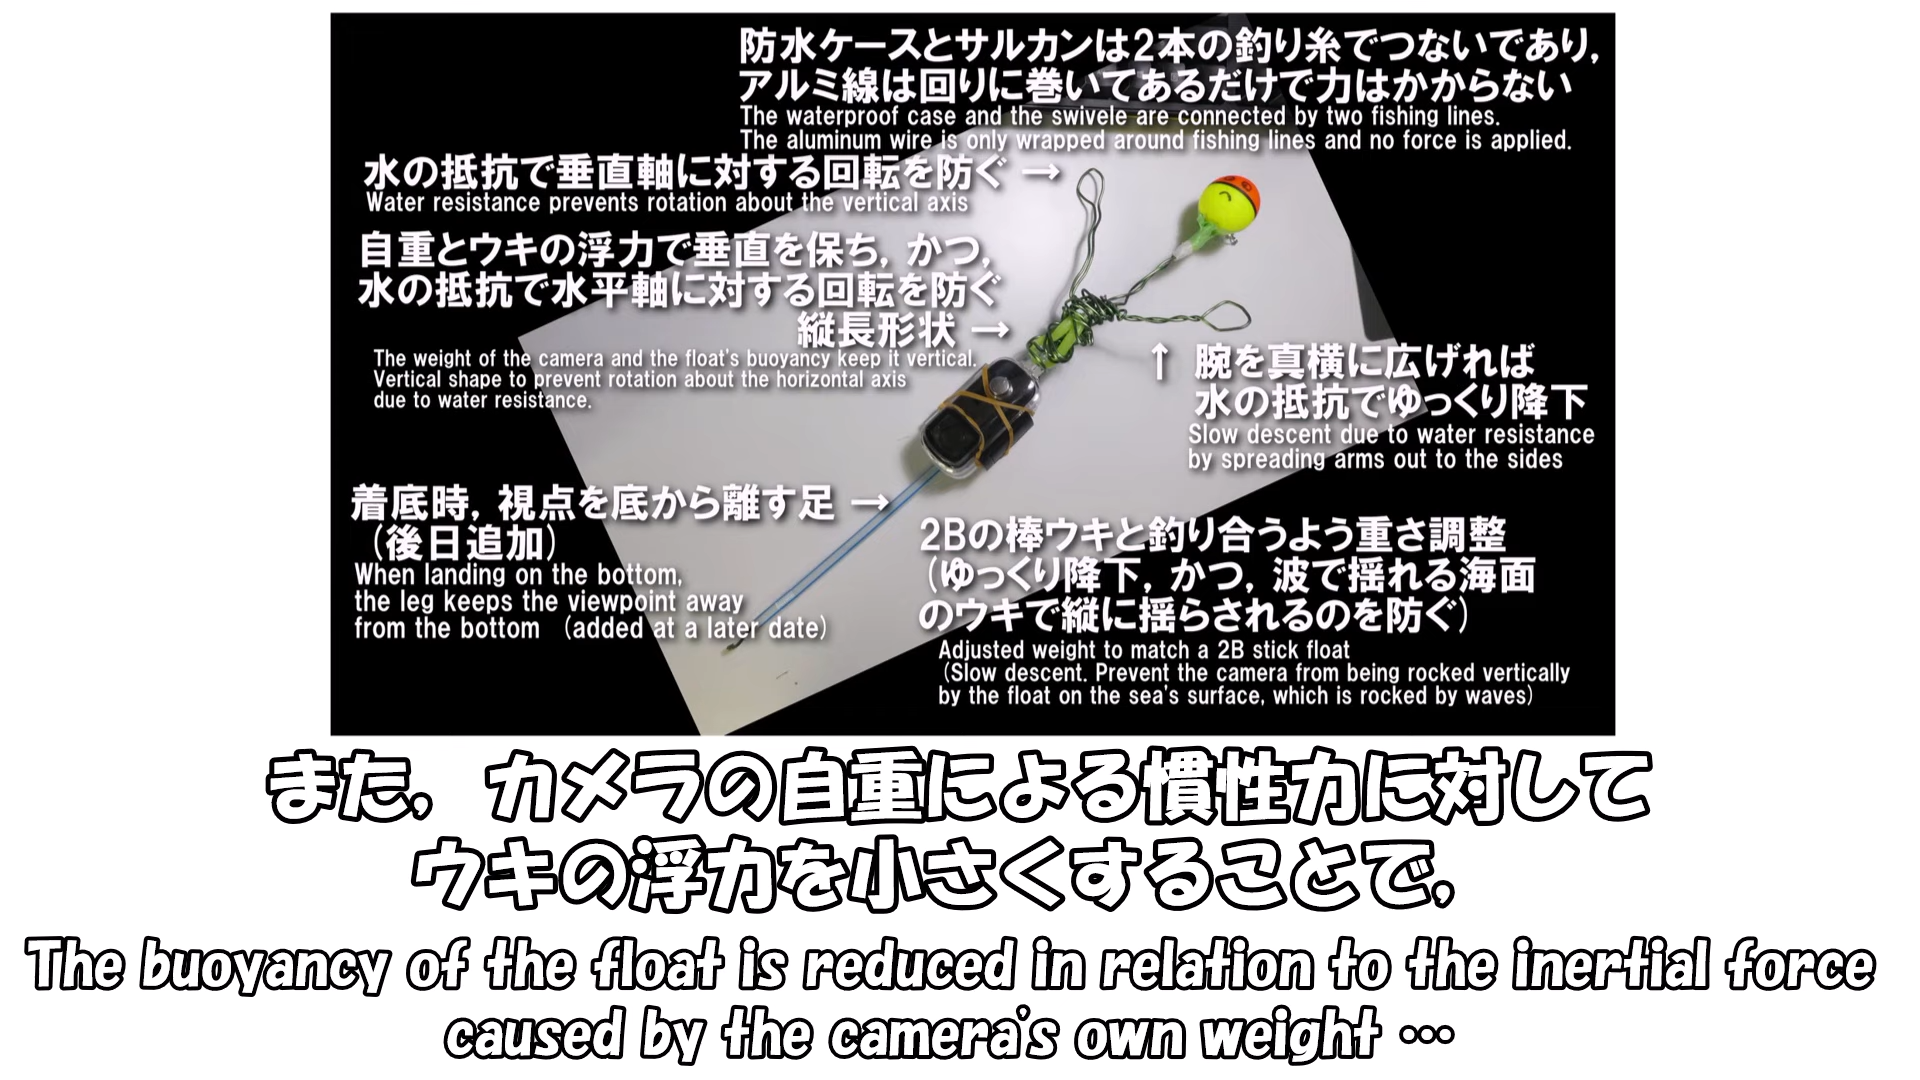 防水ケースとサルカンは2本の釣り糸でつないであり,
アルミ線は回りに巻いてあるだけで力はかからない
The waterproof case and the swivele are connected by two fishing lines.
The aluminum wire is only wrapped around fishing lines and no force is applied.
水の抵抗で垂直軸に対する回転を防ぐ →
Water resistance prevents rotation about the vertical axis
自重とウキの浮力で垂直を保ち, かつ,
水の抵抗で水平軸に対する回転を防ぐ
縦長形状 →
The weight of the camera and the float's buoyancy keep it vertical.
Vertical shape to prevent rotation about the horizontal axis
due to water resistance.
↑ 腕を真横に広げれば
水の抵抗でゆっくり降下
Slow descent due to water resistance
by spreading arms out to the sides
着底時, 視点を底から離す足 →
(後日追加)
When landing on the bottom,
the leg keeps the viewpoint away
from the bottom (added at a later date)
2Bの棒ウキと釣り合うよう重さ調整
(ゆっくり降下, かつ, 波で揺れる海面
のウキで縦に揺らされるのを防ぐ)
Adjusted weight to match a 2B stick float
(Slow descent. Prevent the camera from being rocked vertically
by the float on the sea's surface, which is rocked by waves)
また, カメラの自重による慣性力に対して
ウキの浮力を小さくすることで,
The buoyancy of the float is reduced in relation to the inertial force
caused by the camera's own weight …